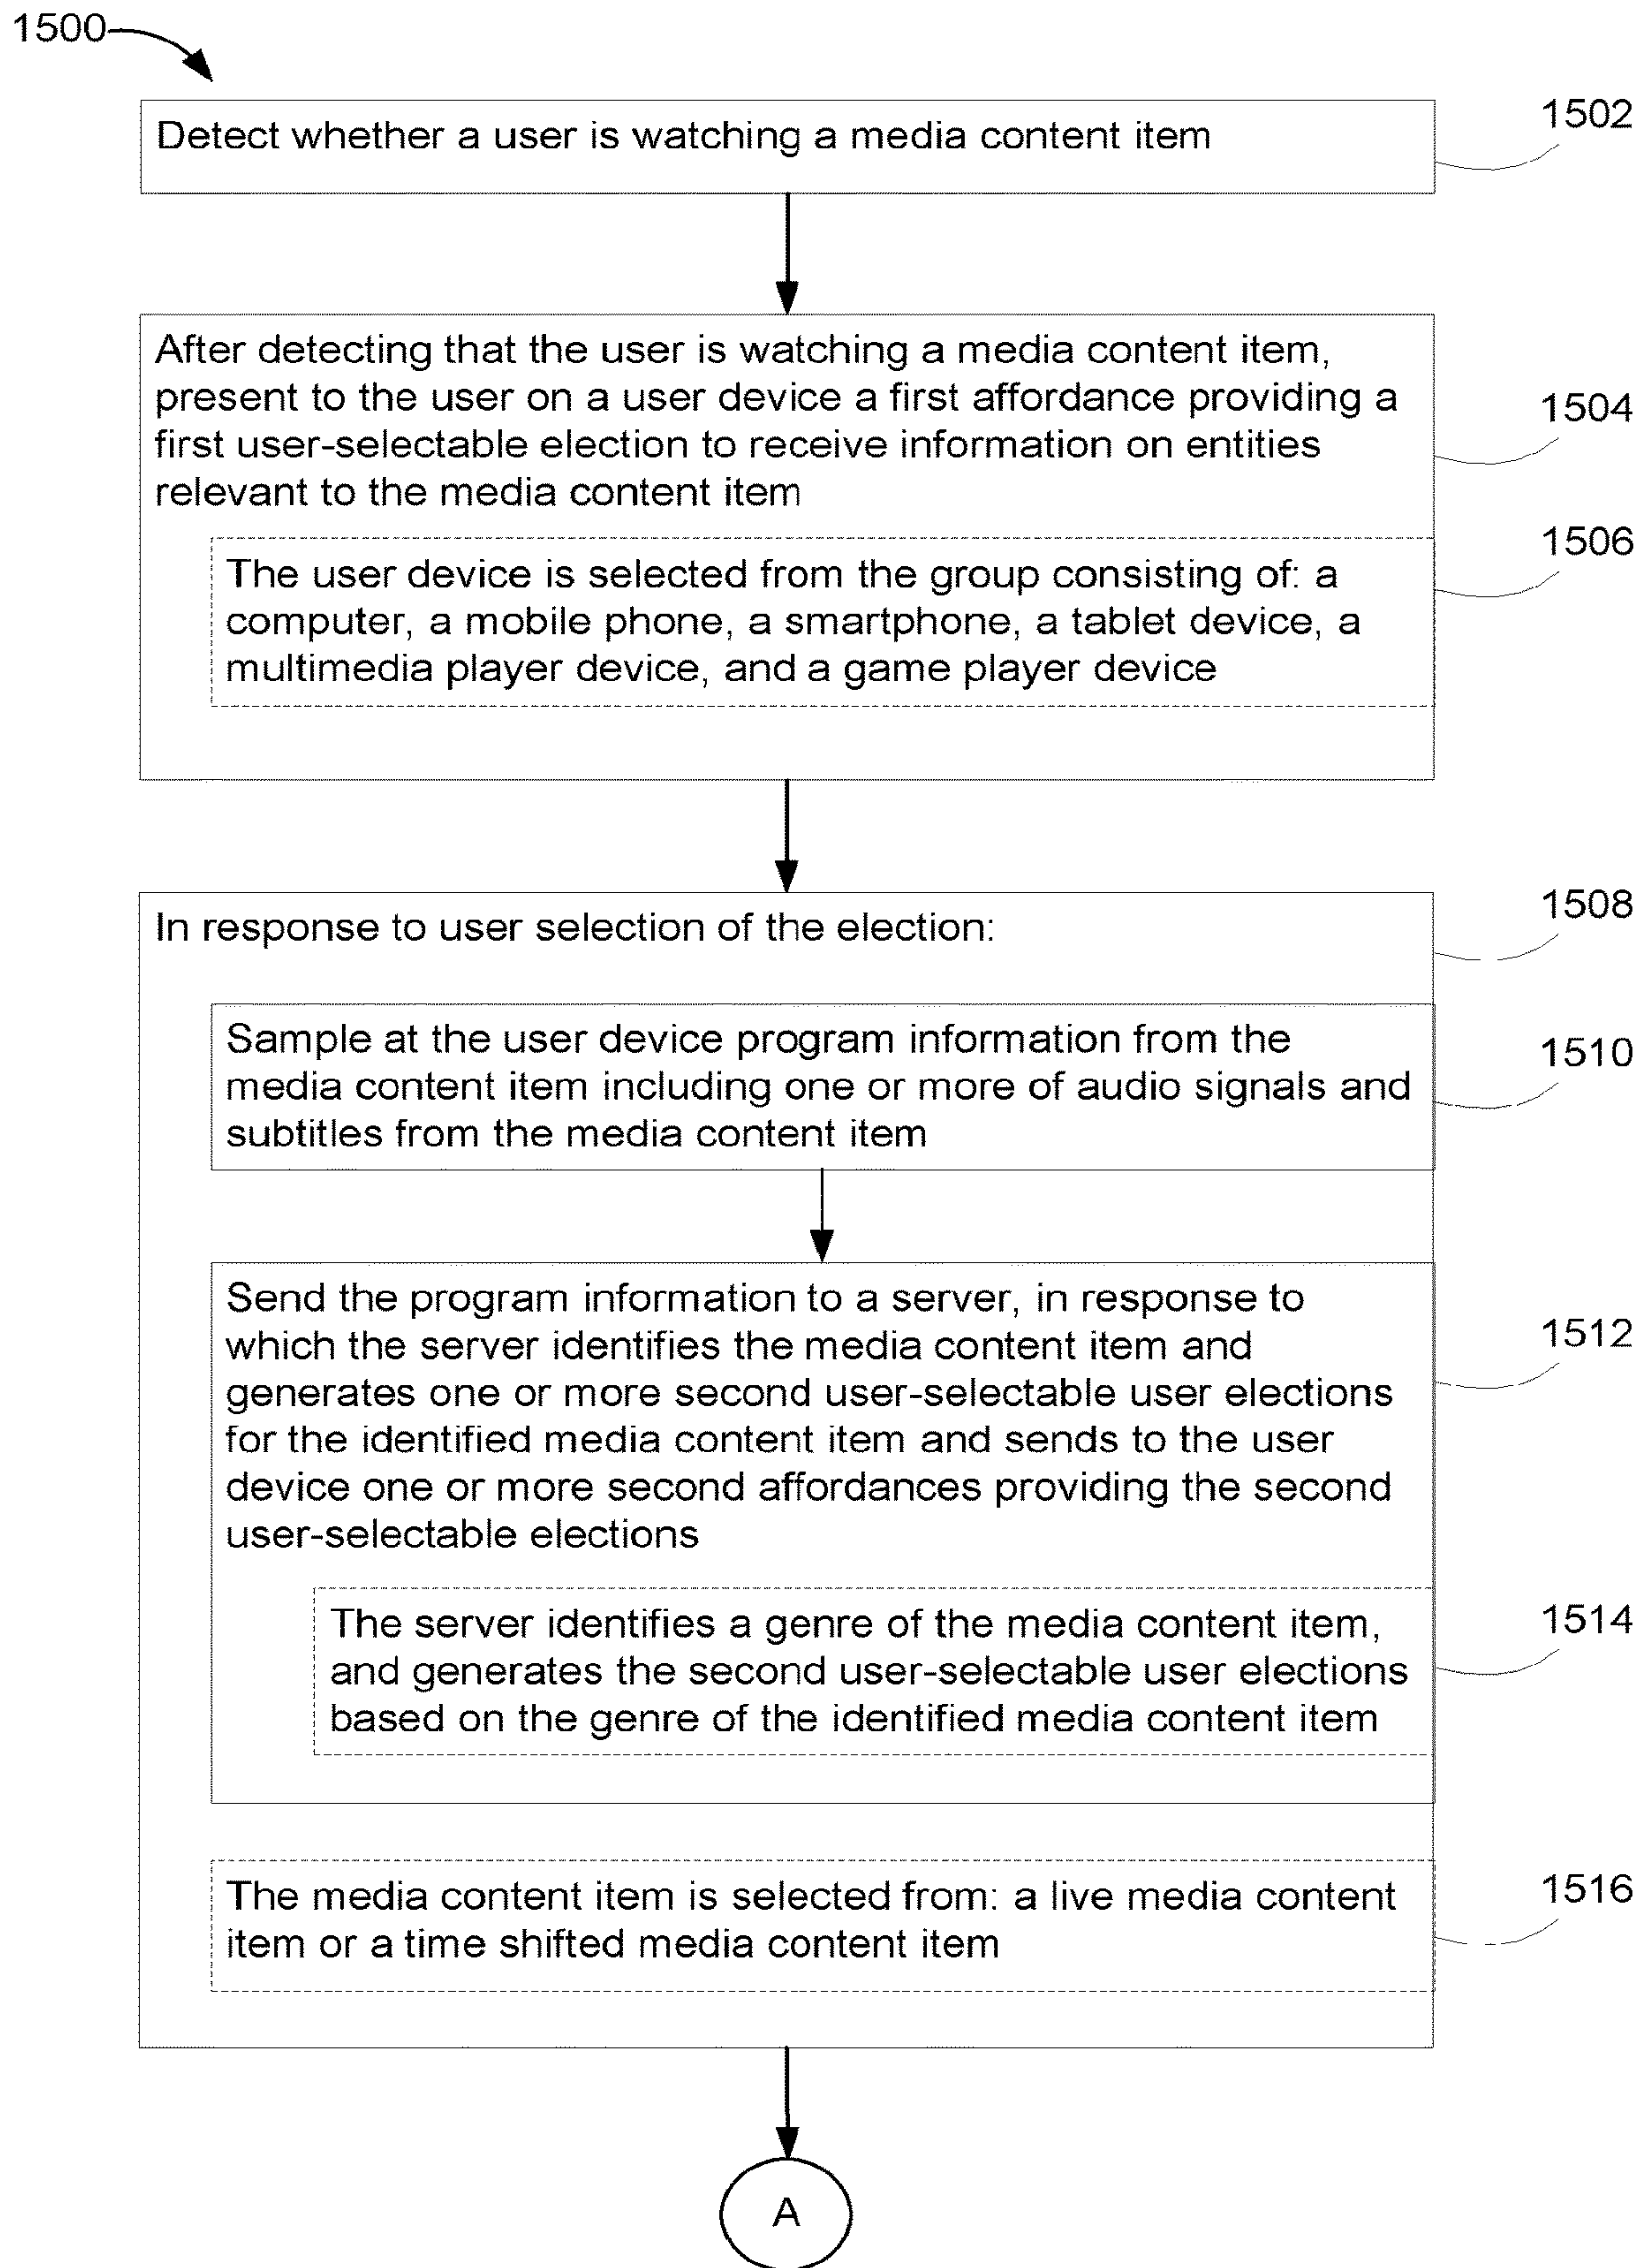 1500
Detect whether a user is watching a media content item
1502
After detecting that the user is watching a media content item,
present to the user on a user device a first affordance providing a
first user-selectable election to receive information on entities
relevant to the media content item
1504
The user device is selected from the group consisting of: a
computer, a mobile phone, a smartphone, a tablet device, a
multimedia player device, and a game player device
1506
In response to user selection of the election:
1508
Sample at the user device program information from the
media content item including one or more of audio signals and
subtitles from the media content item
1510
Send the program information to a server, in response to
which the server identifies the media content item and
generates one or more second user-selectable user elections
for the identified media content item and sends to the user
device one or more second affordances providing the second
user-selectable elections
1512
The server identifies a genre of the media content item,
and generates the second user-selectable user elections
based on the genre of the identified media content item
1514
The media content item is selected from: a live media content
item or a time shifted media content item
1516
A